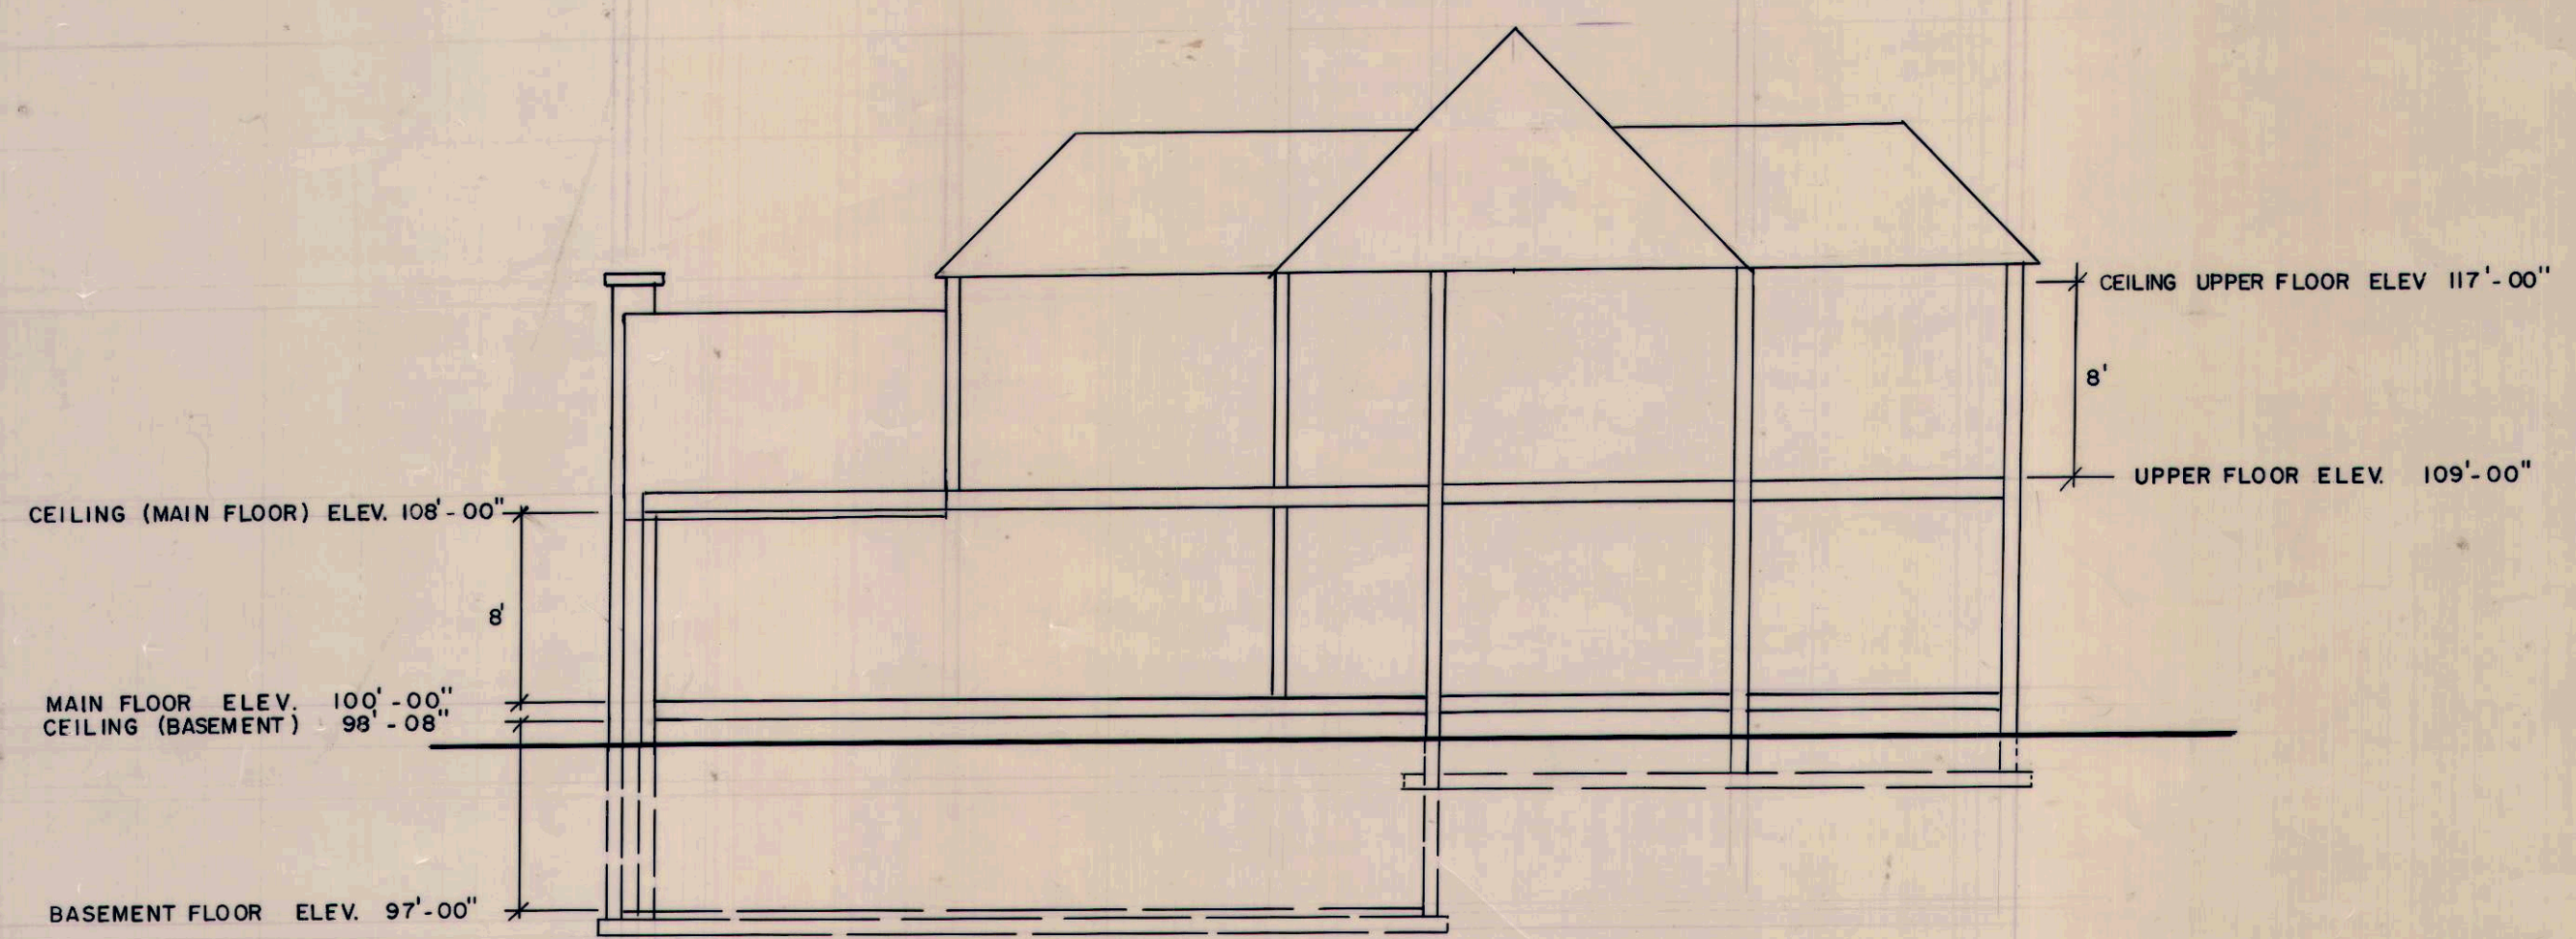 CEILING UPPER FLOOR ELEV 117'-00"
8'
UPPER FLOOR ELEV. 109'-00"
CEILING (MAIN FLOOR) ELEV. 108'-00"
8'
MAIN FLOOR ELEV. 100'-00"
CEILING (BASEMENT) 98'-08"
BASEMENT FLOOR ELEV. 97'-00"